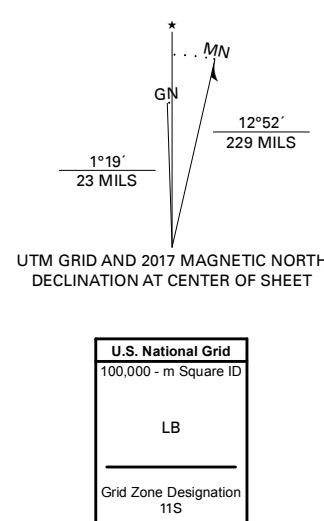 ★
MN
GN
12°52´
229 MILS
1°19´
23 MILS
UTM GRID AND 2017 MAGNETIC NORTH
DECLINATION AT CENTER OF SHEET
U.S. National Grid
100,000 - m Square ID
LB
Grid Zone Designation
11S